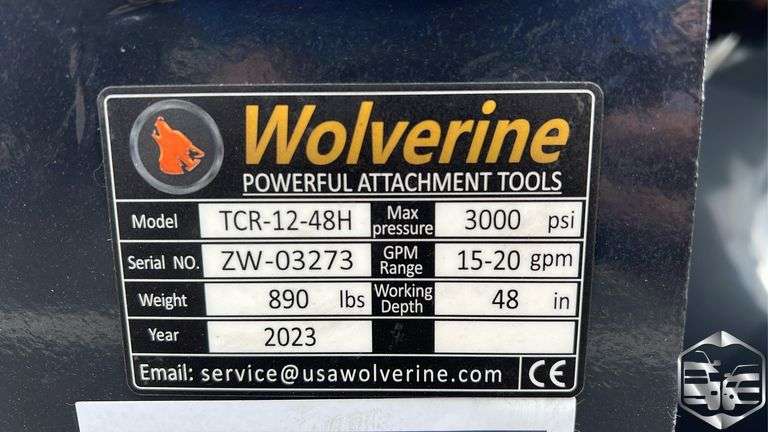 Wolverine
POWERFUL ATTACHMENT TOOLS
Model TCR-12-48H Max pressure 3000 psi
Serial NO. ZW-03273 GPM Range 15-20 gpm
Weight 890 lbs Working Depth 48 in
Year 2023
Email: service@usawolverine.com CE